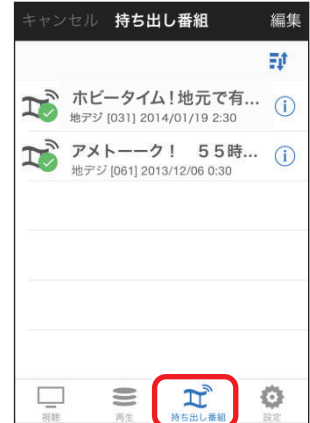 キャンセル 持ち出し番組 編集
ホビータイム!地元で有...
地デジ [031] 2014/01/19 2:30
アメトーーク! 55時...
地デジ [061] 2013/12/06 0:30
視聴 再生 持ち出し番組 設定